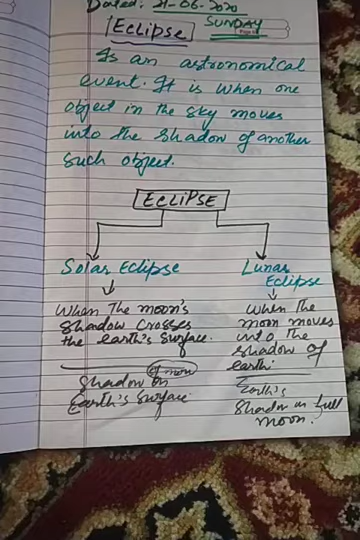 Dated: 21-06-2020
SUNDAY
Eclipse
Is an astronomical
event. It is when one
object in the sky moves
into the shadow of another
such object.
ECLIPSE
Solar Eclipse
When The moon's
Shadow Crosses
the earth's surface.
of moon
Shadow on
Earth's Surface
Lunar
Eclipse
When the
moon moves
into the
shadow of
earth.
Earth's
Shadow on full
moon.